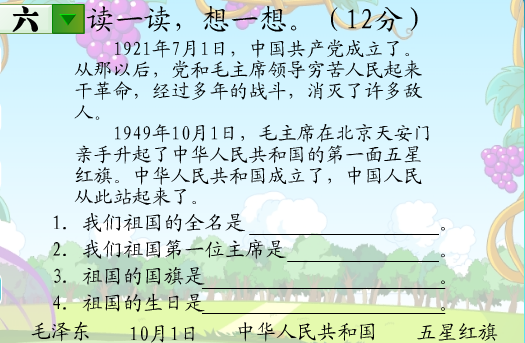 六 读一读，想一想。（12分）
1921年7月1日，中国共产党成立了。
从那以后，党和毛主席领导穷苦人民起来
干革命，经过多年的战斗，消灭了许多敌
人。
1949年10月1日，毛主席在北京天安门
亲手升起了中华人民共和国的第一面五星
红旗。中华人民共和国成立了，中国人民
从此站起来了。
1. 我们祖国的全名是 ____________。
2. 我们祖国第一位主席是____________。
3. 祖国的国旗是____________。
4. 祖国的生日是____________。
毛泽东 10月1日 中华人民共和国 五星红旗